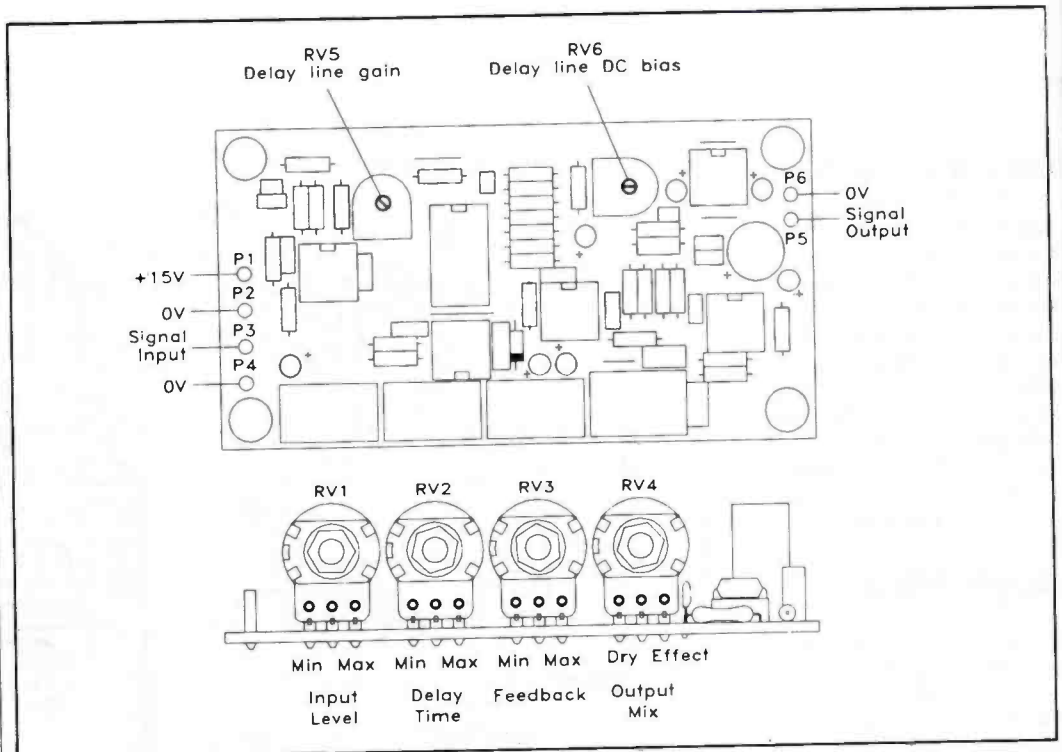 RV5
Delay line gain
RV6
Delay line DC bias
P1
+15V
P2
0V
P3
Signal
Input
P4
0V
P6
0V
Signal
Output
P5
RV1
RV2
RV3
RV4
Min Max
Min Max
Min Max
Dry Effect
Input
Level
Delay
Time
Feedback
Output
Mix